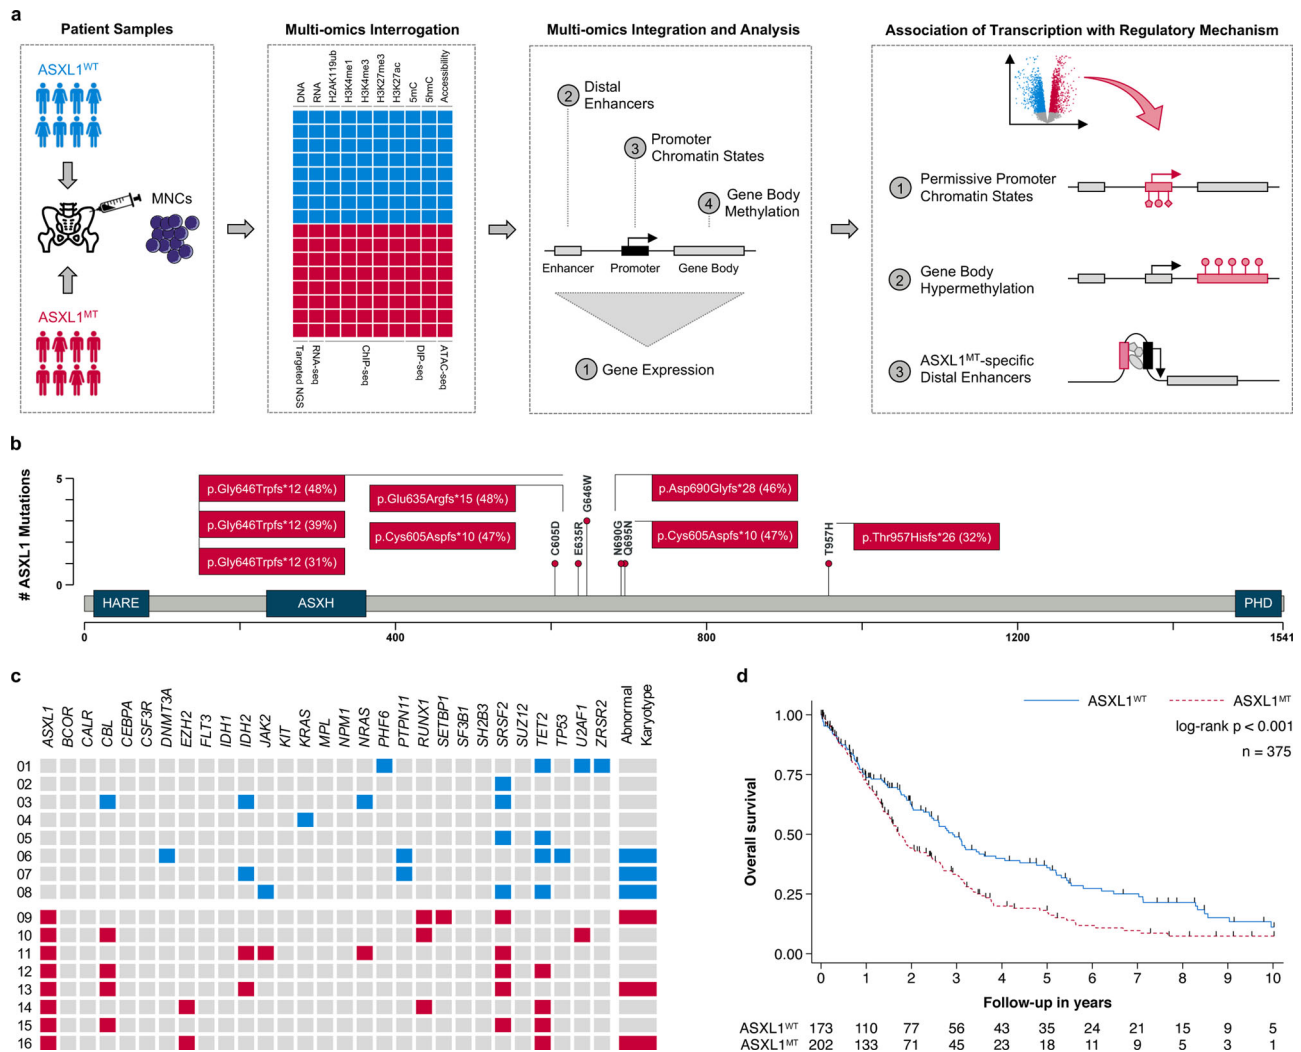 a
Patient Samples
ASXL1WT
MNCs
ASXL1MT
Multi-omics Interrogation
DNA
RNA
H2AK119ub
H3K4me1
H3K4me3
H3K27me3
H3K27ac
5mC
5hmC
Accessibility
Targeted NGS
RNA-seq
ChIP-seq
DIP-seq
ATAC-seq
Multi-omics Integration and Analysis
2 Distal
Enhancers
3 Promoter
Chromatin States
4 Gene Body
Methylation
Enhancer Promoter Gene Body
1 Gene Expression
Association of Transcription with Regulatory Mechanism
1 Permissive Promoter
Chromatin States
2 Gene Body
Hypermethylation
3 ASXL1MT-specific
Distal Enhancers
b
# ASXL1 Mutations
5
0
p.Gly646Trpfs*12 (48%)
p.Gly646Trpfs*12 (39%)
p.Gly646Trpfs*12 (31%)
p.Glu635Argfs*15 (48%)
p.Cys605Aspfs*10 (47%)
C605D
E635R
G646W
N690G
Q695N
p.Asp690Glyfs*28 (46%)
p.Cys605Aspfs*10 (47%)
T957H
p.Thr957Hisfs*26 (32%)
HARE
ASXH
PHD
0 400 800 1200 1541
c
ASXL1
BCOR
CALR
CBL
CEBPA
CSF3R
DNMT3A
EZH2
FLT3
IDH1
IDH2
JAK2
KIT
KRAS
MPL
NPM1
NRAS
PHF6
PTPN11
RUNX1
SETBP1
SF3B1
SH2B3
SRSF2
SUZ12
TET2
TP53
U2AF1
ZRSR2
Abnormal
Karyotype
01
02
03
04
05
06
07
08
09
10
11
12
13
14
15
16
d
ASXL1WT ASXL1MT
log-rank p < 0.001
n = 375
Overall survival
1.00
0.75
0.50
0.25
0.00
0 1 2 3 4 5 6 7 8 9 10
Follow-up in years
ASXL1WT 173 110 77 56 43 35 24 21 15 9 5
ASXL1MT 202 133 71 45 23 18 11 9 5 3 1